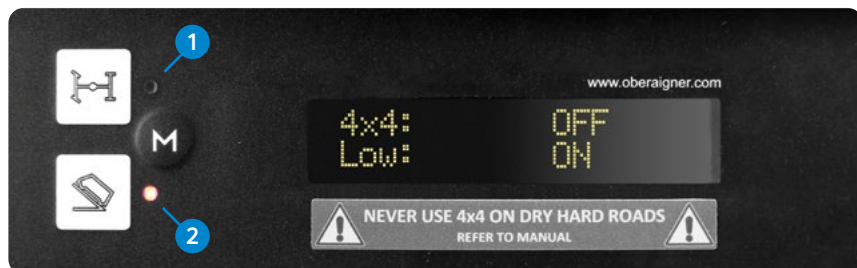 1
www.oberaigner.com
4x4: OFF
M
Low: ON
2
NEVER USE 4x4 ON DRY HARD ROADS
REFER TO MANUAL